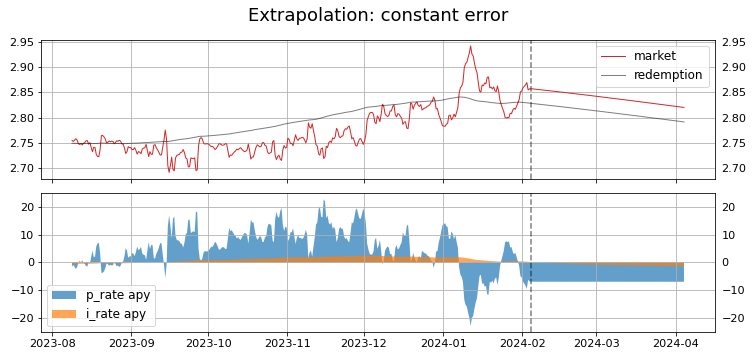 Extrapolation: constant error
2.95 2.95
2.90 2.90
2.85 2.85
2.80 2.80
2.75 2.75
2.70 2.70
market
redemption
20 20
10 10
0 0
−10 −10
−20 −20
p_rate apy
i_rate apy
2023-08 2023-09 2023-10 2023-11 2023-12 2024-01 2024-02 2024-03 2024-04